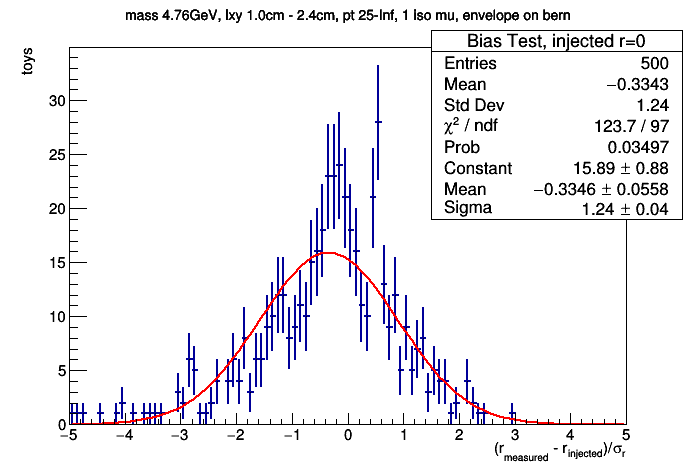 mass 4.76GeV, lxy 1.0cm - 2.4cm, pt 25-Inf, 1 Iso mu, envelope on bern
Bias Test, injected r=0
Entries 500
Mean −0.3343
Std Dev 1.24
χ² / ndf 123.7 / 97
Prob 0.03497
Constant 15.89 ± 0.88
Mean −0.3346 ± 0.0558
Sigma 1.24 ± 0.04
toys
30
25
20
15
10
5
0
−5 −4 −3 −2 −1 0 1 2 3 4 5
(r_measured - r_injected)/σ_r